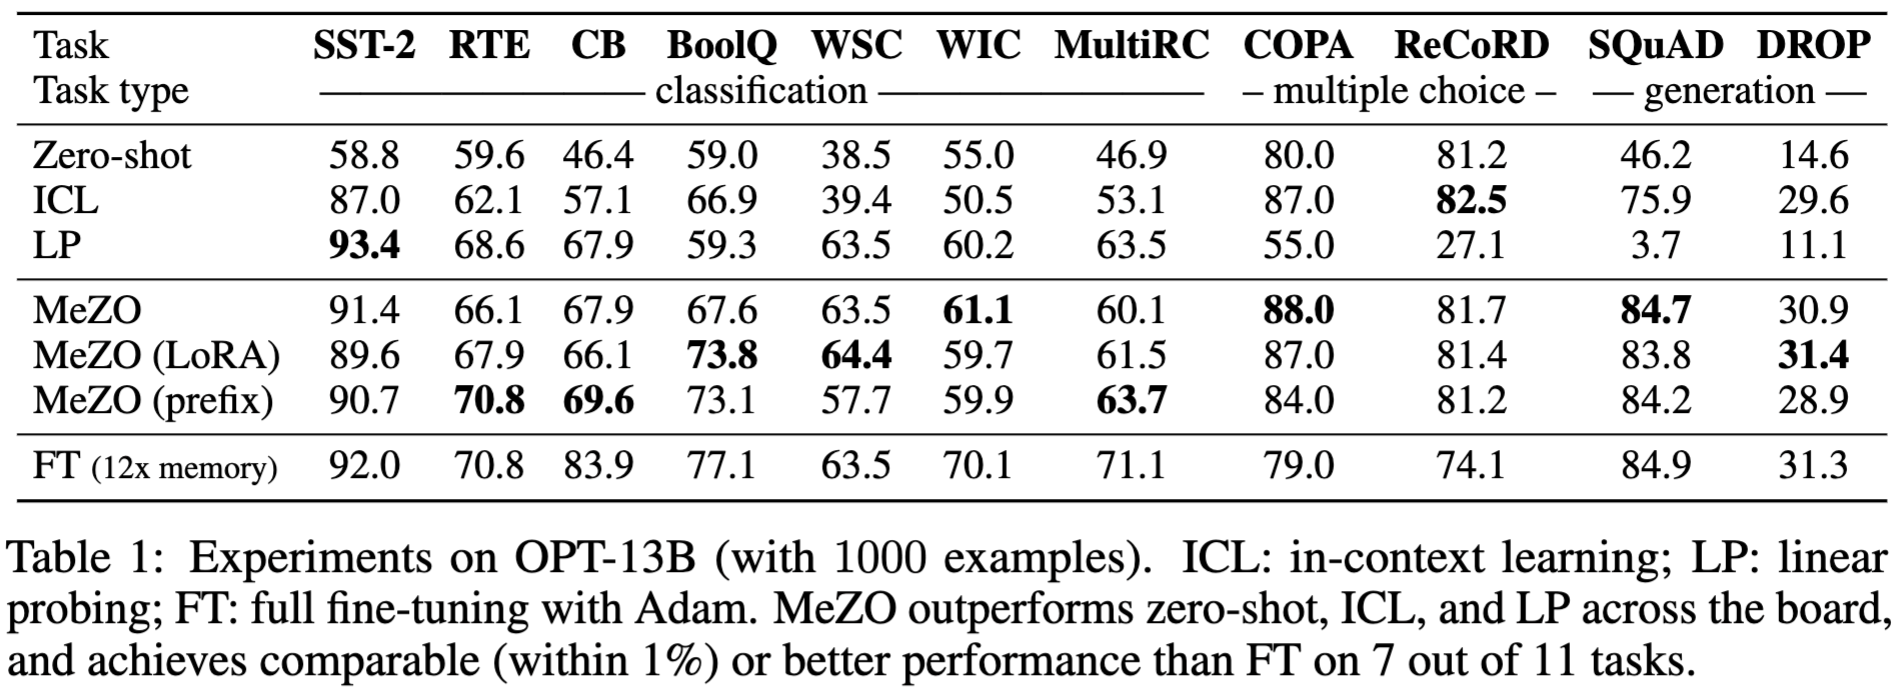 Task SST-2 RTE CB BoolQ WSC WIC MultiRC COPA ReCoRD SQuAD DROP
Task type ———————— classification ———————— – multiple choice – — generation —
Zero-shot 58.8 59.6 46.4 59.0 38.5 55.0 46.9 80.0 81.2 46.2 14.6
ICL 87.0 62.1 57.1 66.9 39.4 50.5 53.1 87.0 82.5 75.9 29.6
LP 93.4 68.6 67.9 59.3 63.5 60.2 63.5 55.0 27.1 3.7 11.1
MeZO 91.4 66.1 67.9 67.6 63.5 61.1 60.1 88.0 81.7 84.7 30.9
MeZO (LoRA) 89.6 67.9 66.1 73.8 64.4 59.7 61.5 87.0 81.4 83.8 31.4
MeZO (prefix) 90.7 70.8 69.6 73.1 57.7 59.9 63.7 84.0 81.2 84.2 28.9
FT (12x memory) 92.0 70.8 83.9 77.1 63.5 70.1 71.1 79.0 74.1 84.9 31.3
Table 1: Experiments on OPT-13B (with 1000 examples). ICL: in-context learning; LP: linear
probing; FT: full fine-tuning with Adam. MeZO outperforms zero-shot, ICL, and LP across the board,
and achieves comparable (within 1%) or better performance than FT on 7 out of 11 tasks.